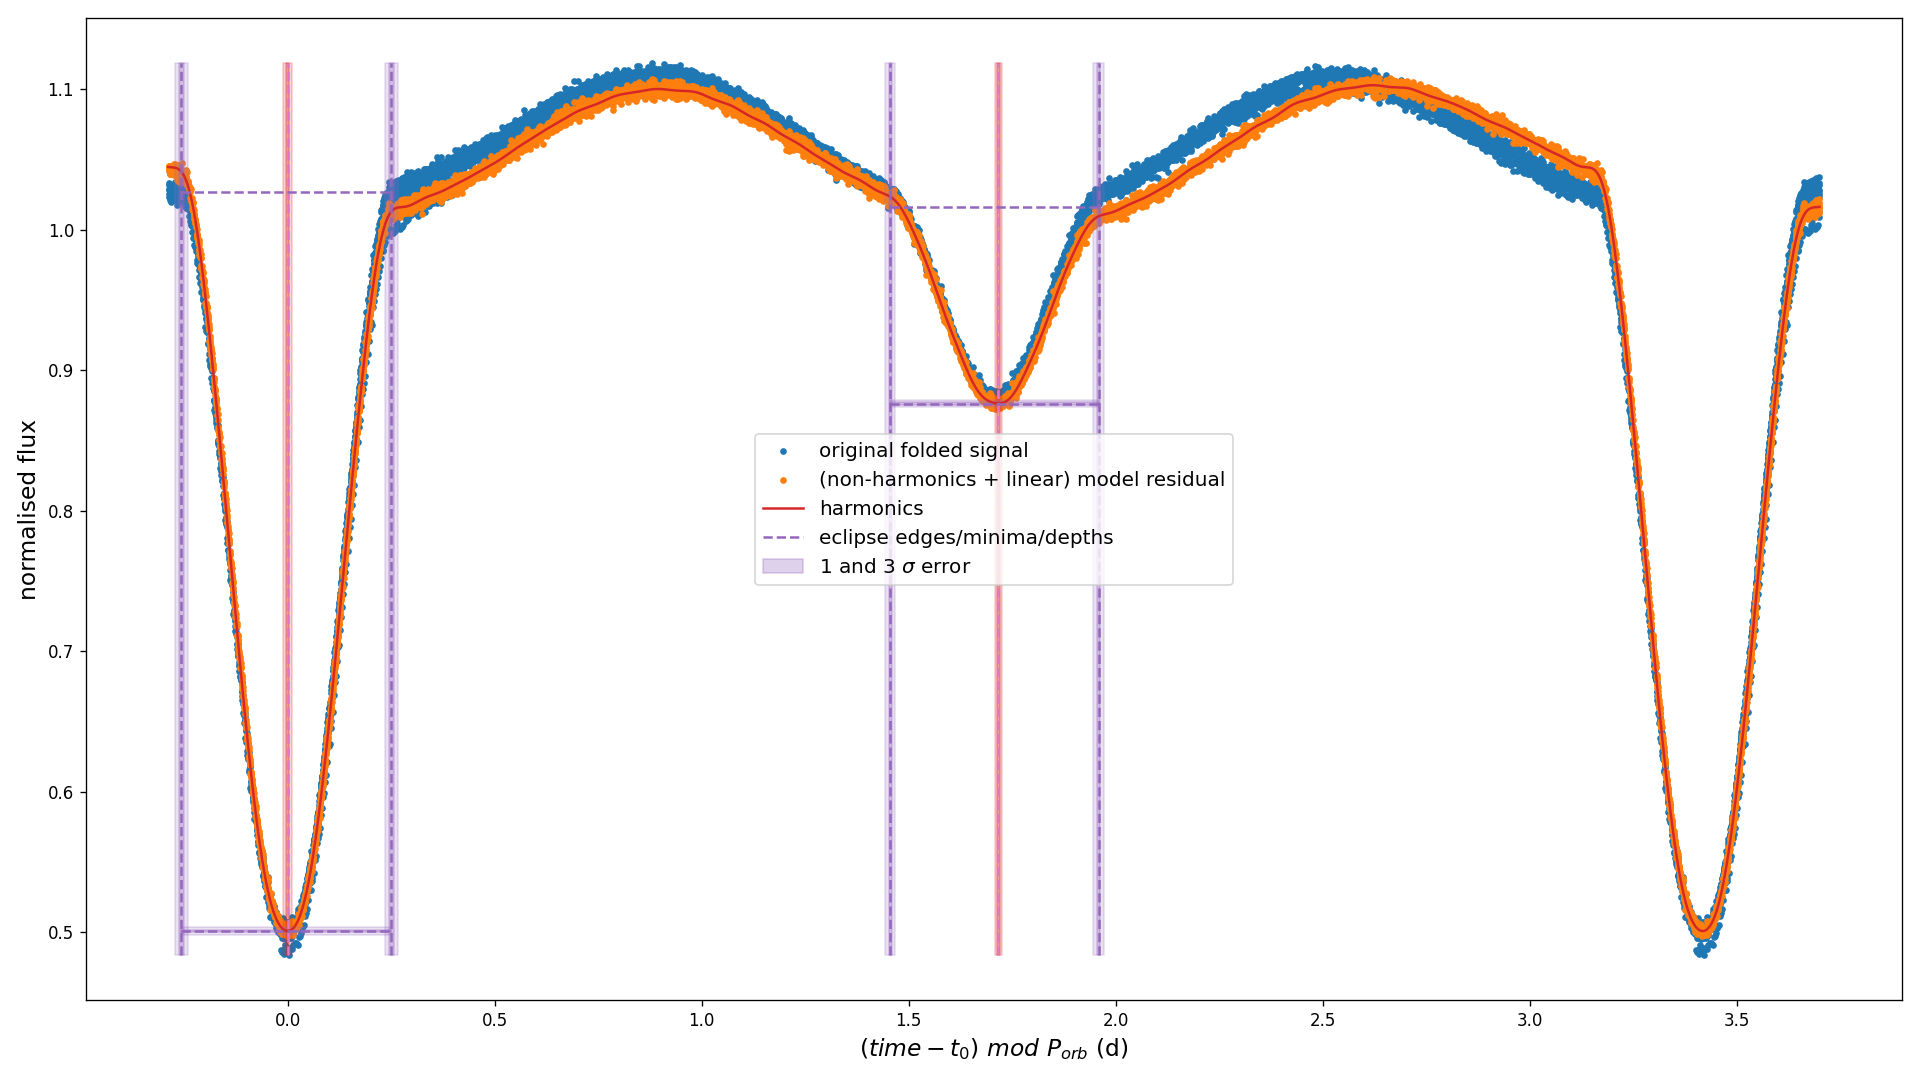 normalised flux
1.1
1.0
0.9
0.8
0.7
0.6
0.5
original folded signal
(non-harmonics + linear) model residual
harmonics
eclipse edges/minima/depths
1 and 3 σ error
0.0 0.5 1.0 1.5 2.0 2.5 3.0 3.5
(time − t₀) mod P_orb (d)